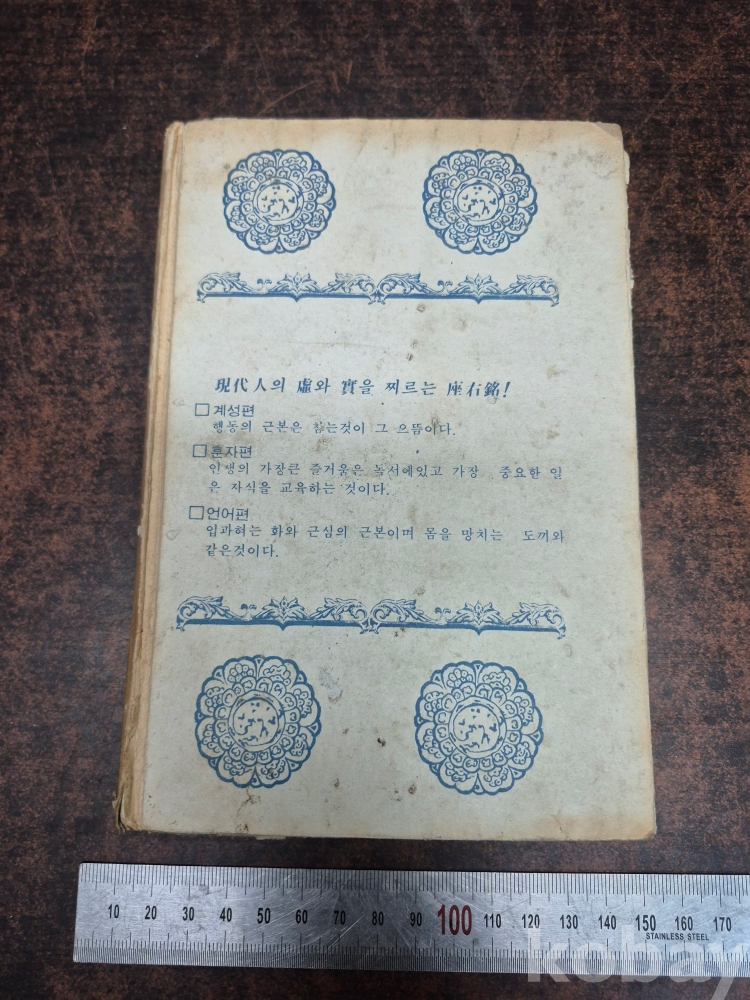 現代人의 虛와 實을 찌르는 座右銘!
□ 계성편
행동의 근본은 참는것이 그 으뜸이다.
□ 훈자편
인생의 가장큰 즐거움은 독서에있고 가장 중요한 일
은 자식을 교육하는 것이다.
□ 언어편
입과혀는 화와 근심의 근본이며 몸을 망치는 도끼와
같은것이다.
10 20 30 40 50 60 70 80 90 100 110 120 130 140 150 160 170
STAINLESS STEEL
kobay